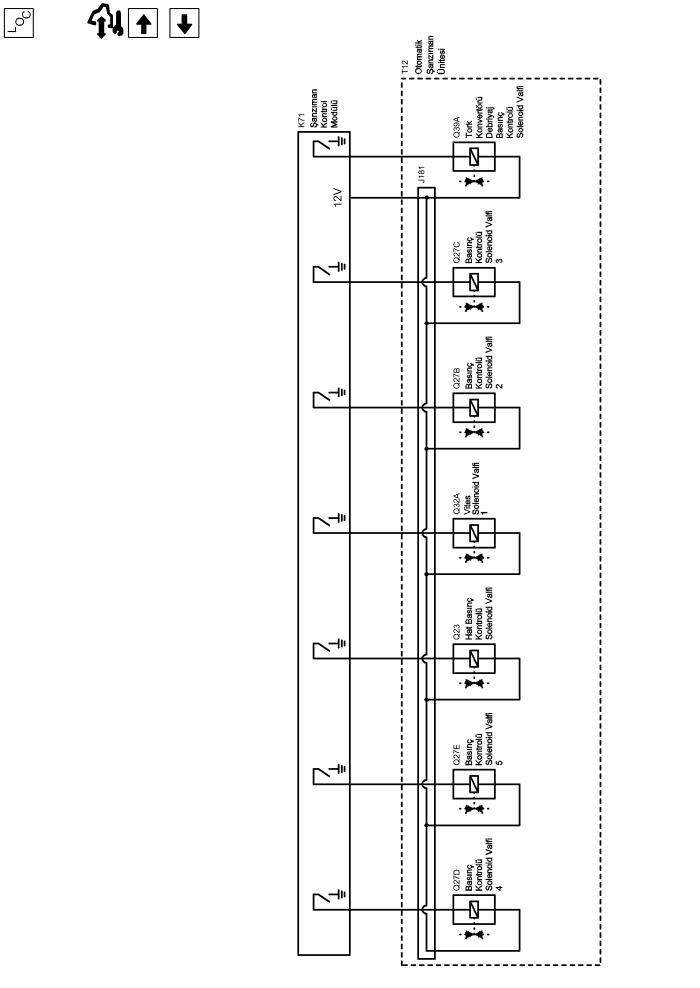 LOC
K71
Şanzıman
Kontrol
Modülü
12V
T12
Otomatik
Şanzıman
Ünitesi
J181
Q39A
Tork
Konvertörü
Debriyaj
Basınç
Kontrolü
Solenoid Valfi
Q27C
Basınç
Kontrolü
Solenoid Valfi
3
Q27B
Basınç
Kontrolü
Solenoid Valfi
2
Q32A
Vites
Solenoid Valfi
1
Q23
Hat Basınç
Kontrolü
Solenoid Valfi
Q27E
Basınç
Kontrolü
Solenoid Valfi
5
Q27D
Basınç
Kontrolü
Solenoid Valfi
4